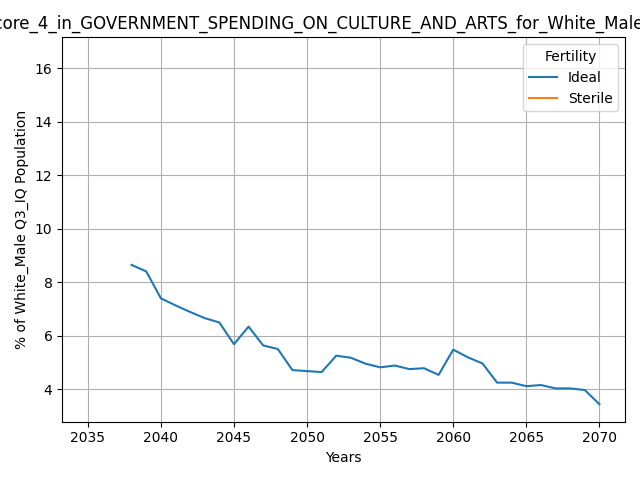 core_4_in_GOVERNMENT_SPENDING_ON_CULTURE_AND_ARTS_for_White_Male
Fertility
Ideal
Sterile
% of White_Male Q3_IQ Population
16
14
12
10
8
6
4
2035 2040 2045 2050 2055 2060 2065 2070
Years